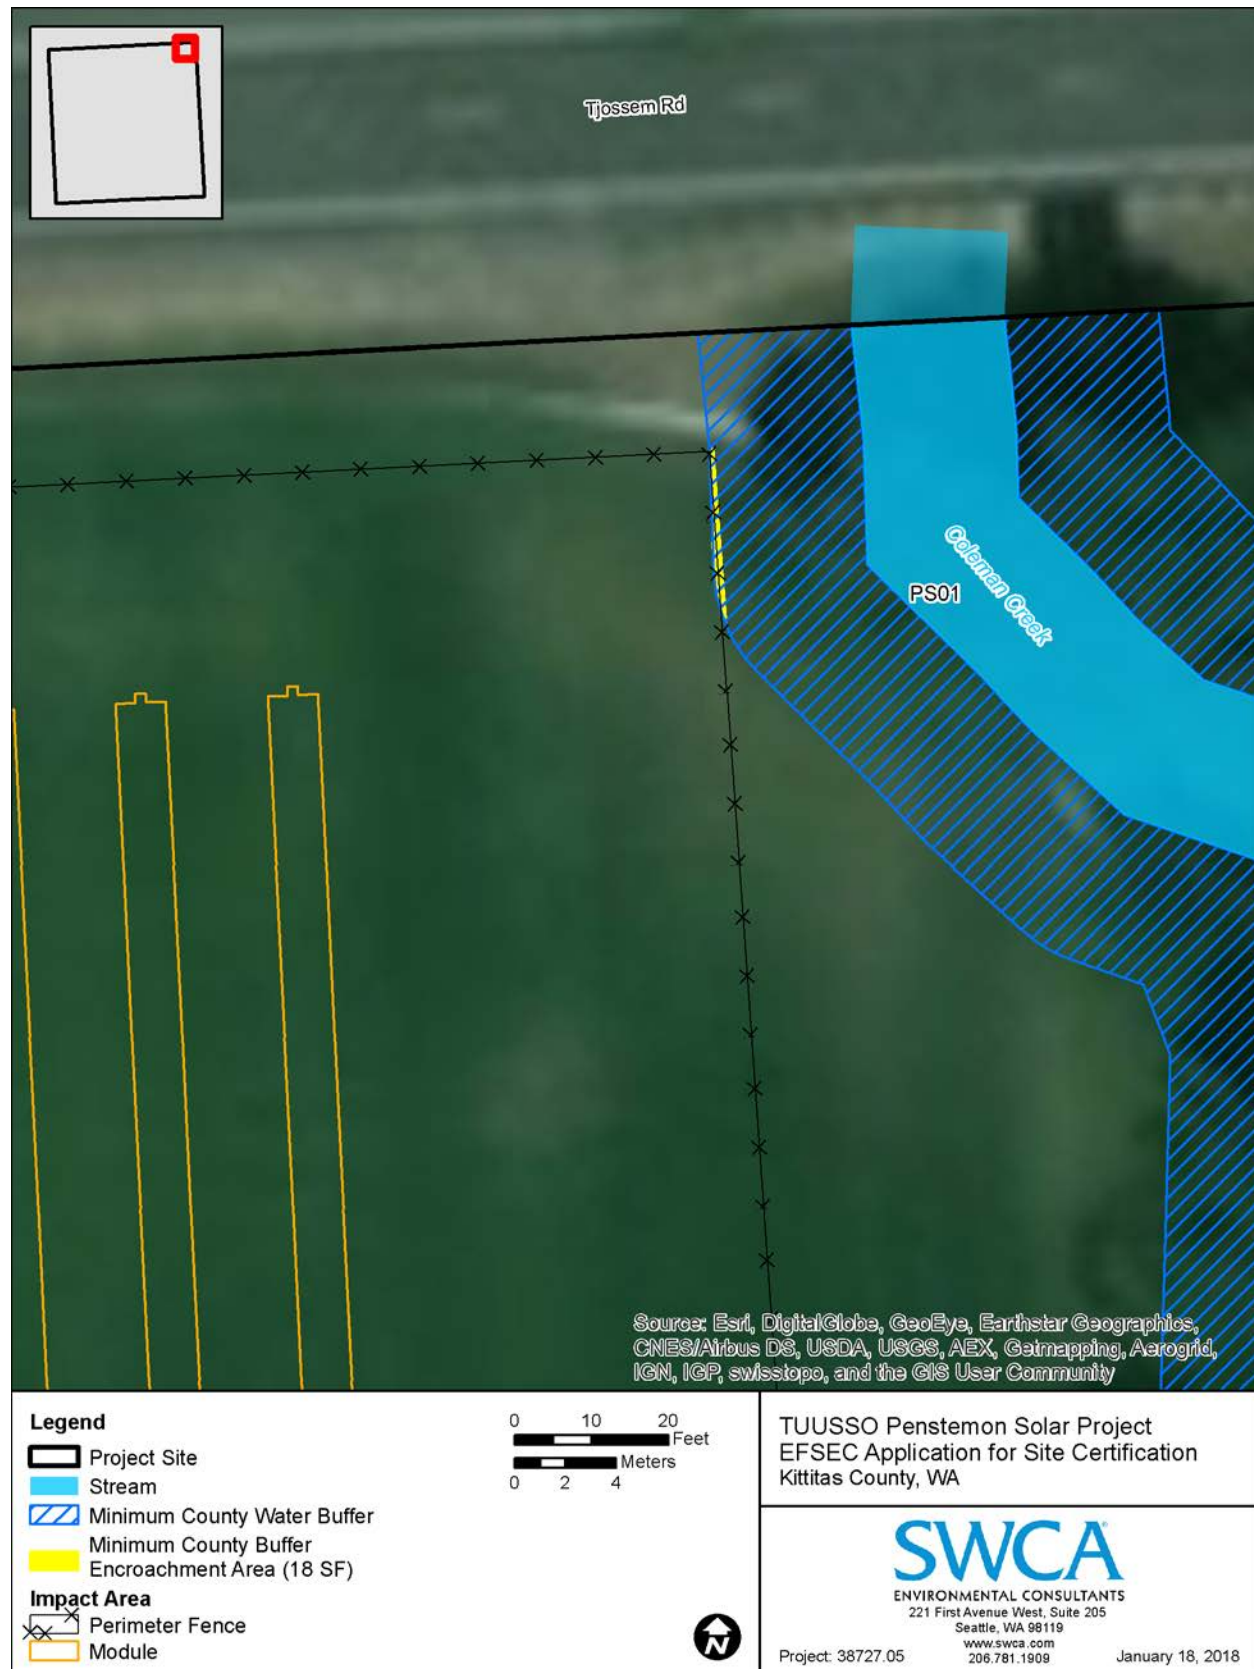 Tjossem Rd
Coleman Creek
PS01
Source: Esri, DigitalGlobe, GeoEye, Earthstar Geographics,
CNES/Airbus DS, USDA, USGS, AEX, Getmapping, Aerogrid,
IGN, IGP, swisstopo, and the GIS User Community
Legend
Project Site
Stream
Minimum County Water Buffer
Minimum County Buffer
Encroachment Area (18 SF)
Impact Area
Perimeter Fence
Module
0 10 20
Feet
Meters
0 2 4
N
TUUSSO Penstemon Solar Project
EFSEC Application for Site Certification
Kittitas County, WA
SWCA
ENVIRONMENTAL CONSULTANTS
221 First Avenue West, Suite 205
Seattle, WA 98119
www.swca.com
206.781.1909
Project: 38727.05
January 18, 2018